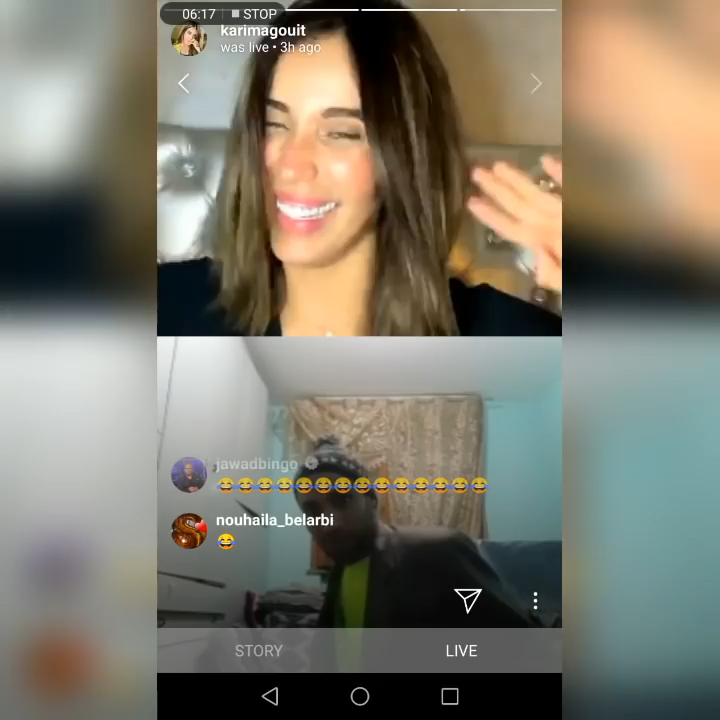 06:17 STOP
karimagouit
was live • 3h ago
jawadbingo
😂😂😂😂😂😂😂😂😂😂😂😂😂😂
nouhaila_belarbi
😂
STORY LIVE